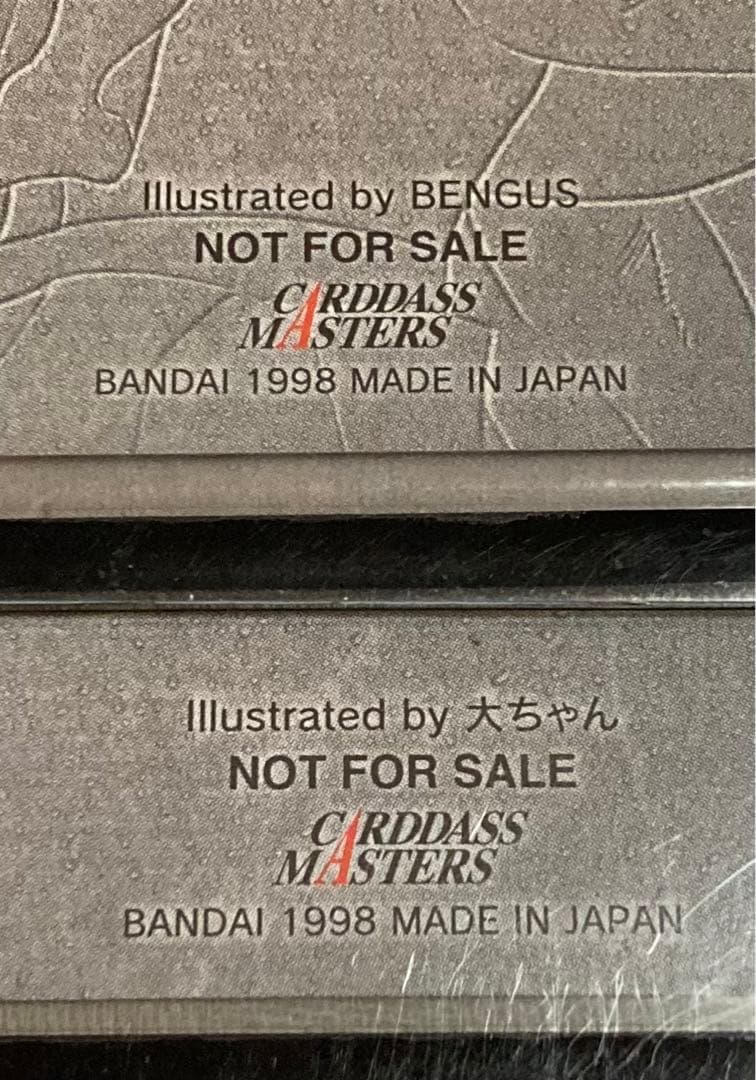 Illustrated by BENGUS
NOT FOR SALE
CARDDASS
MASTERS
BANDAI 1998 MADE IN JAPAN
Illustrated by 大ちゃん
NOT FOR SALE
CARDDASS
MASTERS
BANDAI 1998 MADE IN JAPAN